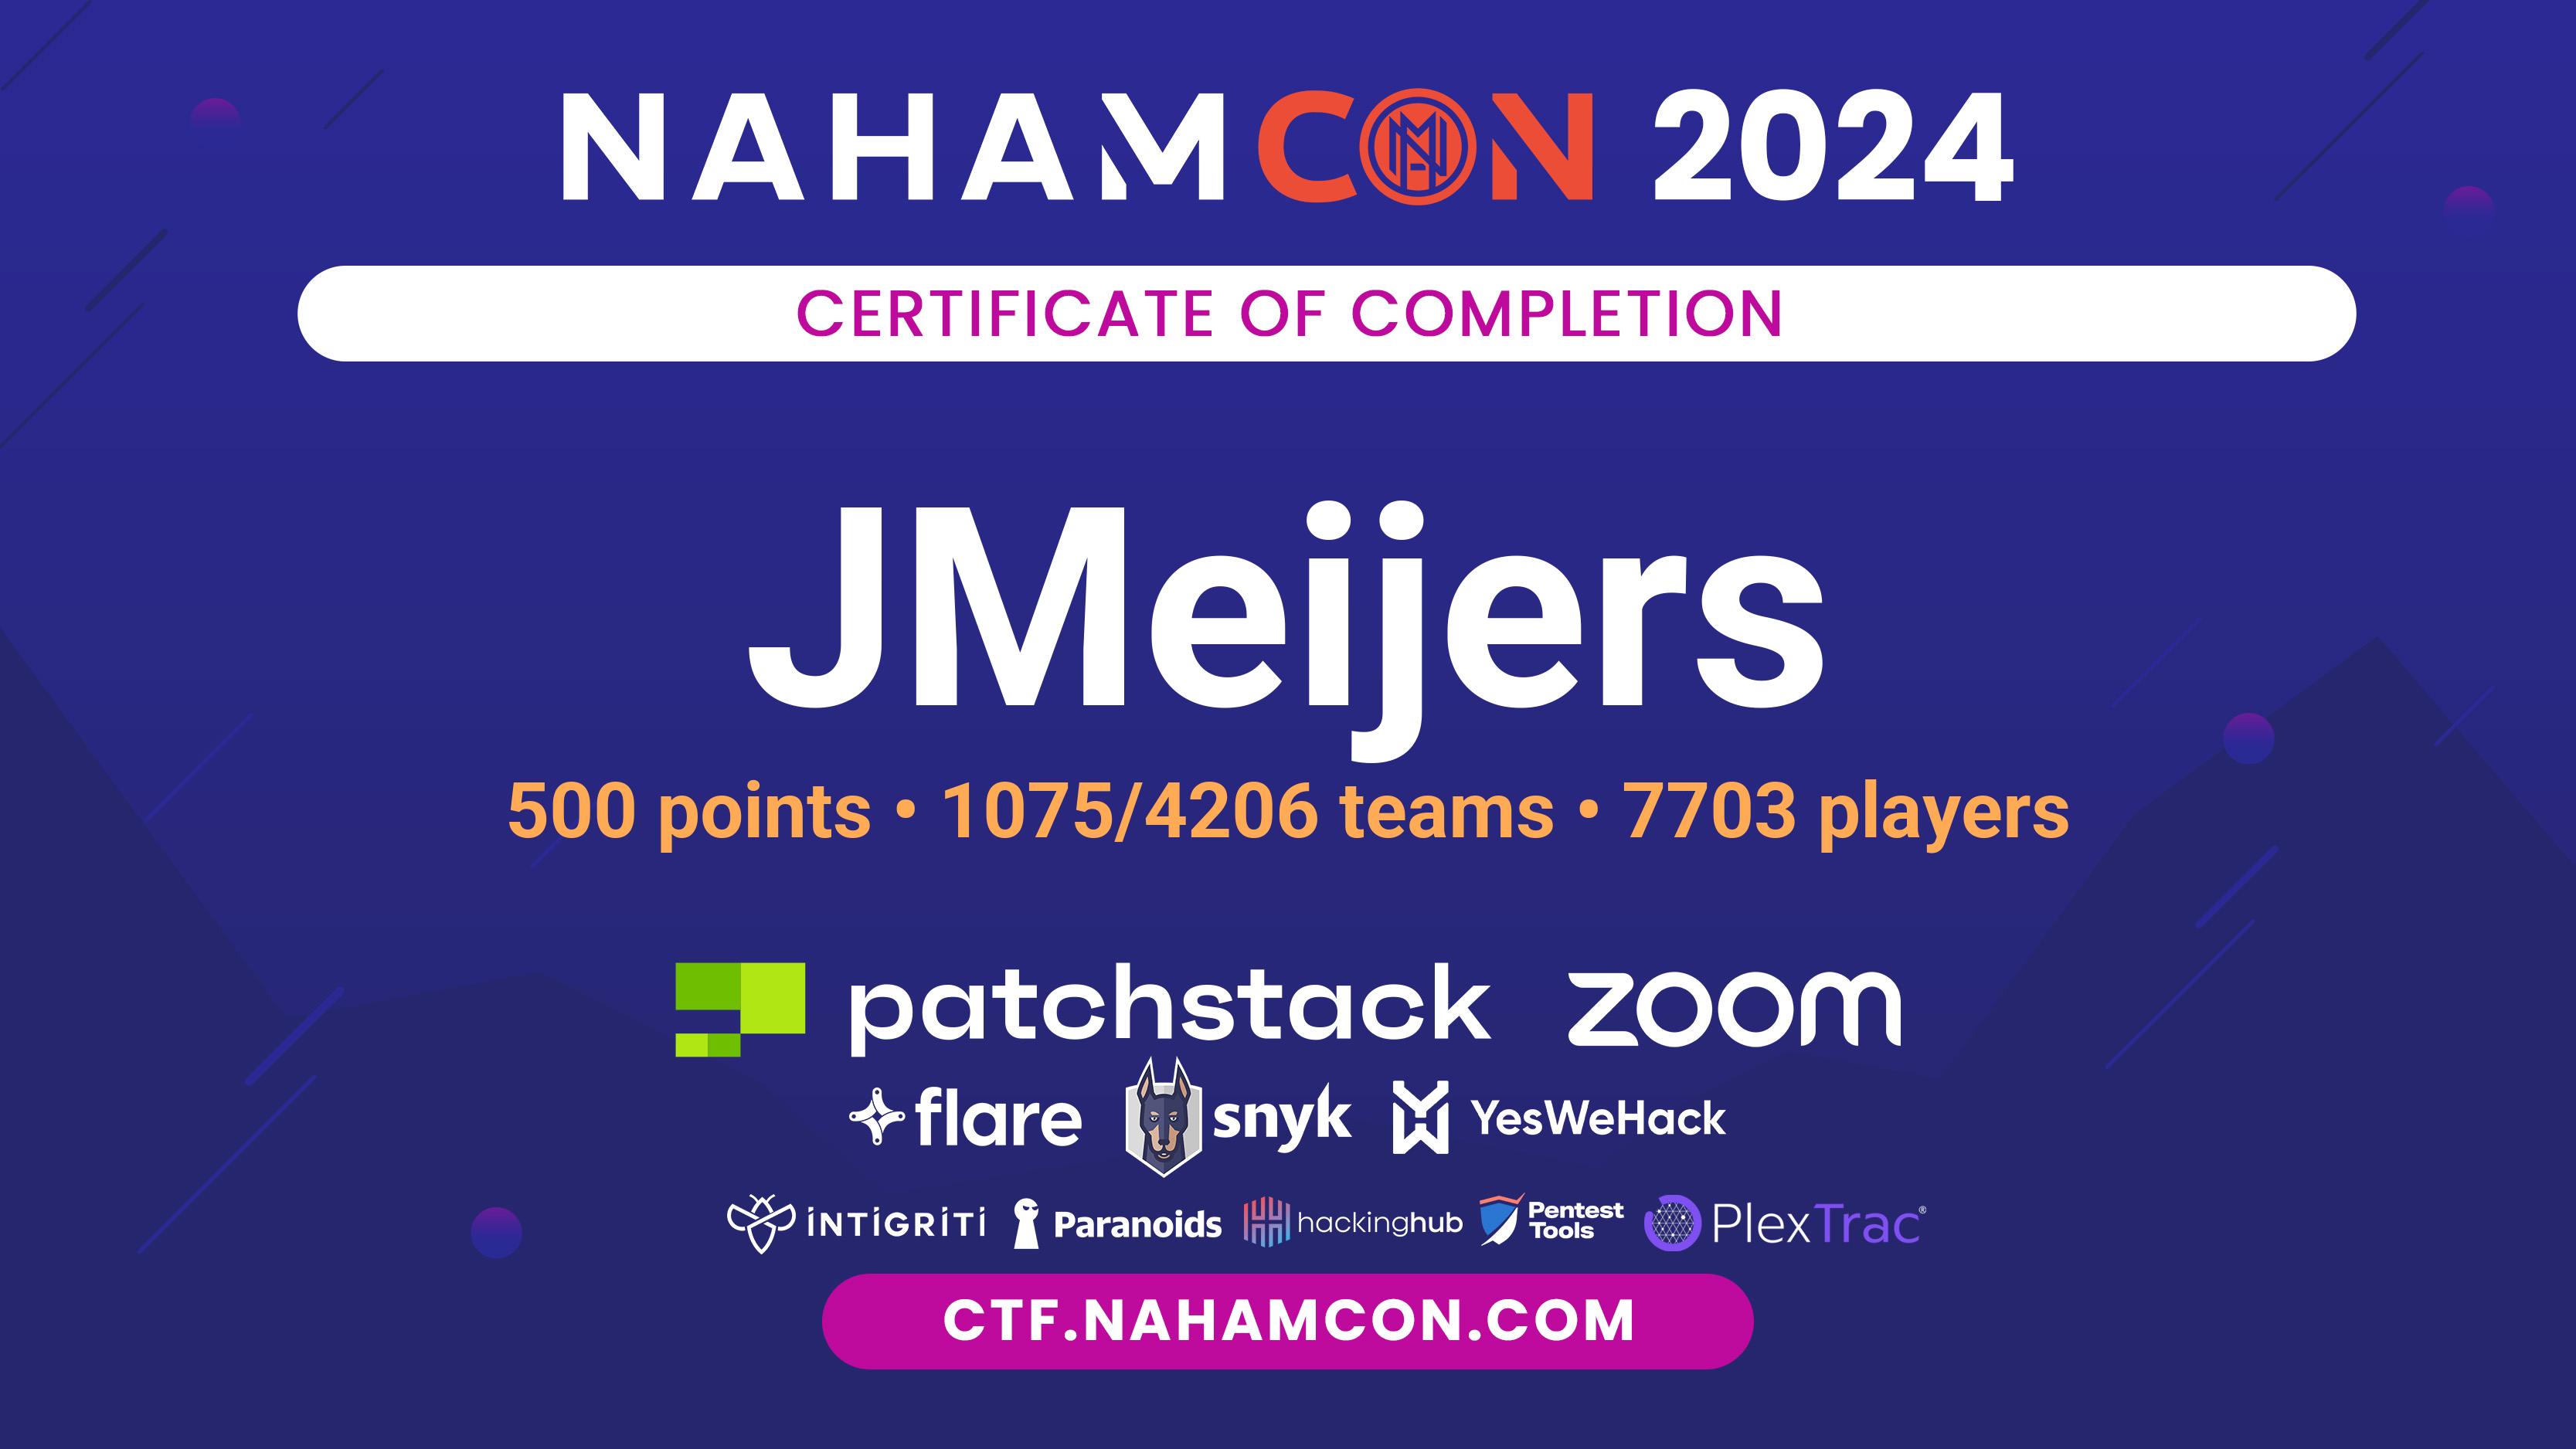 NAHAMCON 2024
CERTIFICATE OF COMPLETION
JMeijers
500 points • 1075/4206 teams • 7703 players
patchstack zoom
flare snyk YesWeHack
INTIGRITI Paranoids hackinghub Pentest Tools PlexTrac®
CTF.NAHAMCON.COM